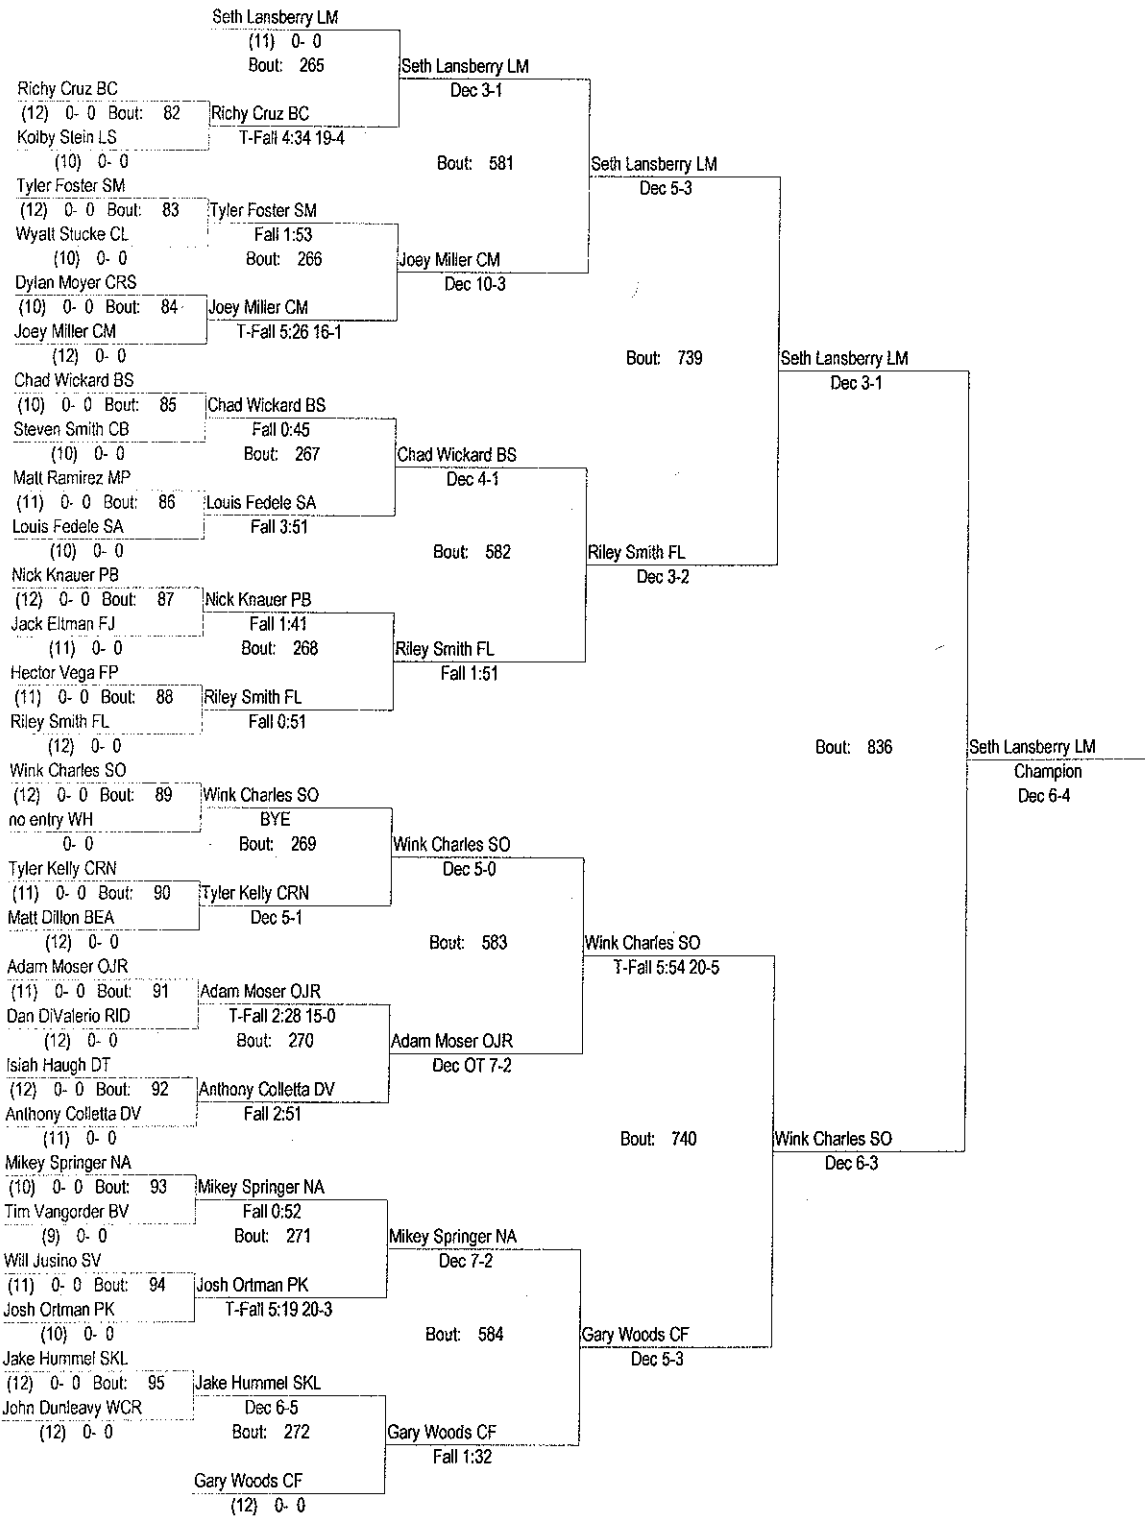 Seth Lansberry LM
(11) 0- 0
Bout: 265
Seth Lansberry LM
Dec 3-1
Richy Cruz BC
(12) 0- 0 Bout: 82
Richy Cruz BC
Kolby Stein LS
T-Fall 4:34 19-4
(10) 0- 0
Bout: 581
Seth Lansberry LM
Dec 5-3
Tyler Foster SM
(12) 0- 0 Bout: 83
Tyler Foster SM
Wyatt Stucke CL
Fall 1:53
(10) 0- 0
Bout: 266
Joey Miller CM
Dec 10-3
Dylan Moyer CRS
(10) 0- 0 Bout: 84
Joey Miller CM
Joey Miller CM
T-Fall 5:26 16-1
(12) 0- 0
Bout: 739
Seth Lansberry LM
Dec 3-1
Chad Wickard BS
(10) 0- 0 Bout: 85
Chad Wickard BS
Steven Smith CB
Fall 0:45
(10) 0- 0
Bout: 267
Chad Wickard BS
Dec 4-1
Matt Ramirez MP
(11) 0- 0 Bout: 86
Louis Fedele SA
Louis Fedele SA
Fall 3:51
(10) 0- 0
Bout: 582
Riley Smith FL
Dec 3-2
Nick Knauer PB
(12) 0- 0 Bout: 87
Nick Knauer PB
Jack Eltman FJ
Fall 1:41
(11) 0- 0
Bout: 268
Riley Smith FL
Fall 1:51
Hector Vega FP
(11) 0- 0 Bout: 88
Riley Smith FL
Riley Smith FL
Fall 0:51
(12) 0- 0
Bout: 836
Seth Lansberry LM
Champion
Dec 6-4
Wink Charles SO
(12) 0- 0 Bout: 89
Wink Charles SO
no entry WH
BYE
0- 0
Bout: 269
Wink Charles SO
Dec 5-0
Tyler Kelly CRN
(11) 0- 0 Bout: 90
Tyler Kelly CRN
Matt Dillon BEA
Dec 5-1
(12) 0- 0
Bout: 583
Wink Charles SO
T-Fall 5:54 20-5
Adam Moser OJR
(11) 0- 0 Bout: 91
Adam Moser OJR
Dan DiValerio RID
T-Fall 2:28 15-0
(12) 0- 0
Bout: 270
Adam Moser OJR
Dec OT 7-2
Isiah Haugh DT
(12) 0- 0 Bout: 92
Anthony Colletta DV
Anthony Colletta DV
Fall 2:51
(11) 0- 0
Bout: 740
Wink Charles SO
Dec 6-3
Mikey Springer NA
(10) 0- 0 Bout: 93
Mikey Springer NA
Tim Vangorder BV
Fall 0:52
(9) 0- 0
Bout: 271
Mikey Springer NA
Dec 7-2
Will Jusino SV
(11) 0- 0 Bout: 94
Josh Ortman PK
Josh Ortman PK
T-Fall 5:19 20-3
(10) 0- 0
Bout: 584
Gary Woods CF
Dec 5-3
Jake Hummel SKL
(12) 0- 0 Bout: 95
Jake Hummel SKL
John Dunleavy WCR
Dec 6-5
(12) 0- 0
Bout: 272
Gary Woods CF
Fall 1:32
Gary Woods CF
(12) 0- 0